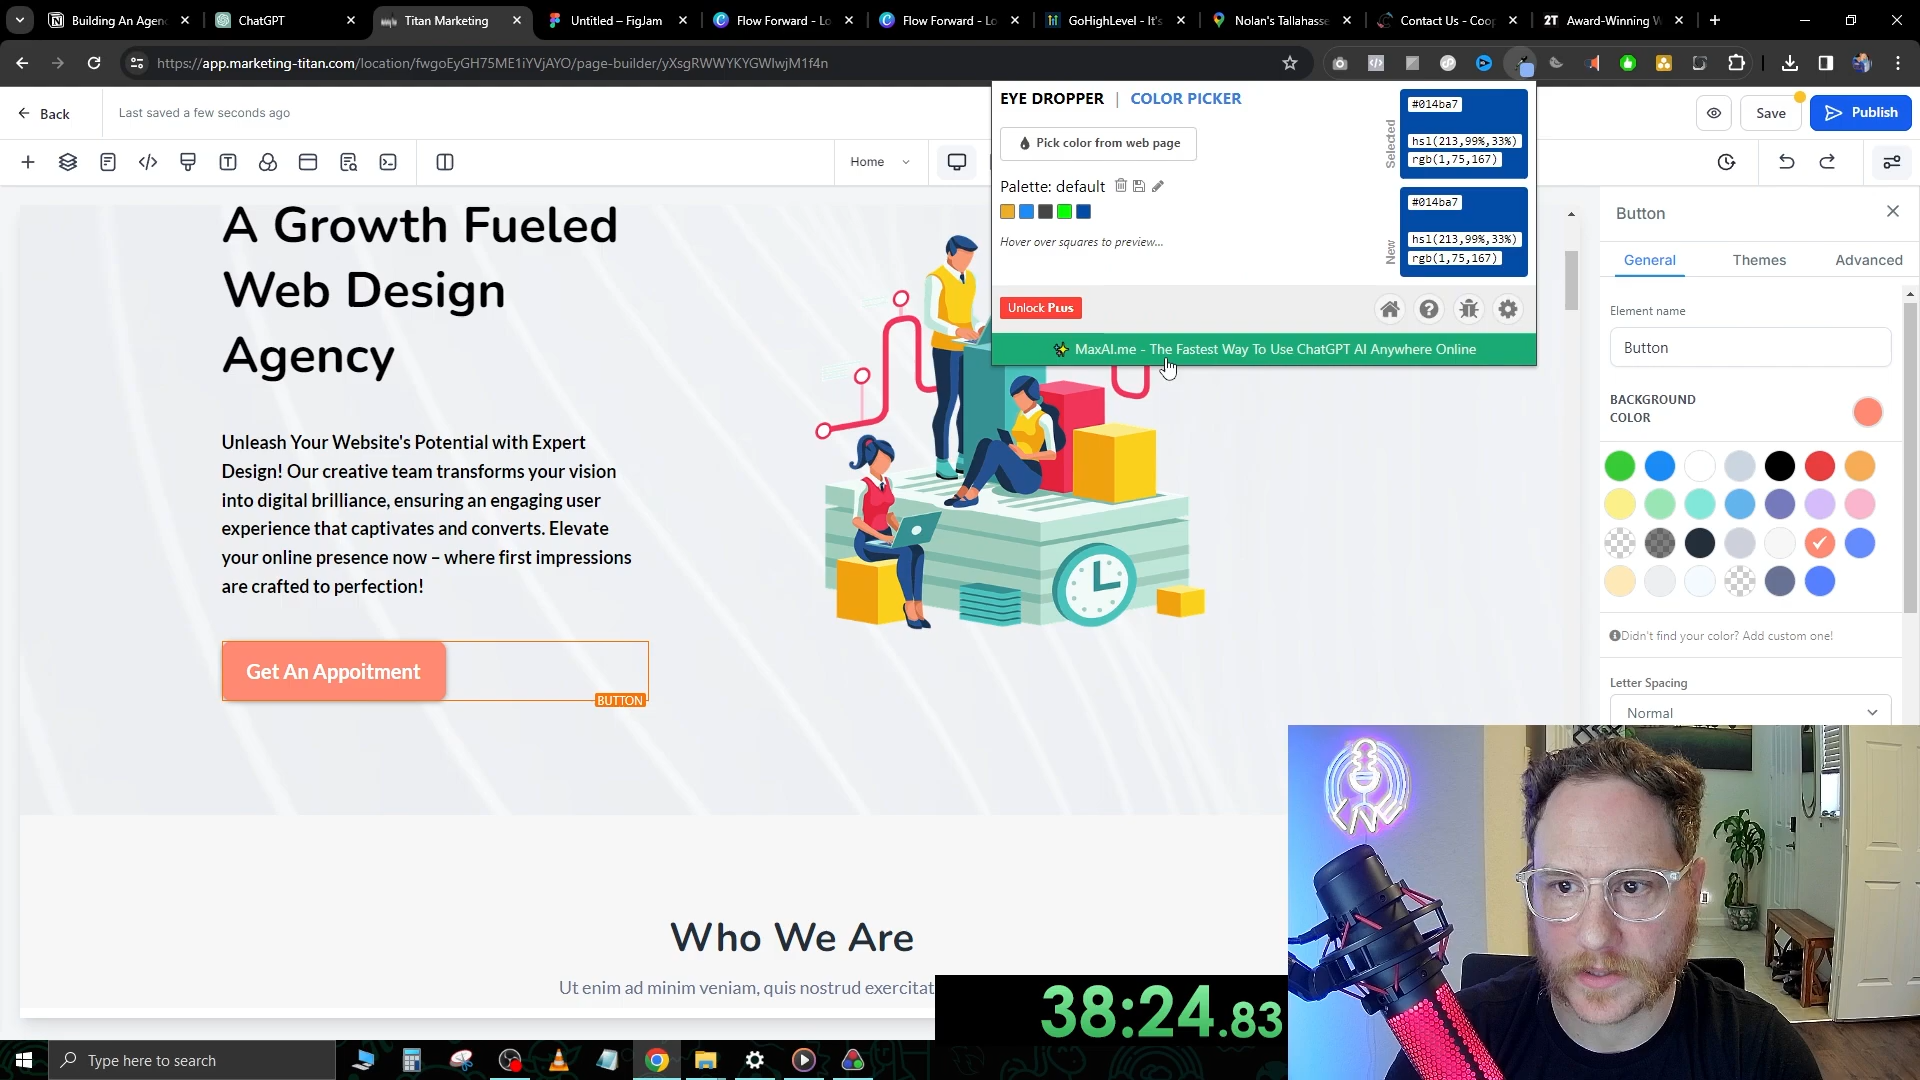 Building An Agen
ChatGPT
Titan Marketing
Untitled – FigJam
Flow Forward - Lo
Flow Forward - Lo
GoHighLevel - It's
Nolan's Tallahasse
Contact Us - Coop
2T Award-Winning W
https://app.marketing-titan.com/location/fwgoEyGH75ME1iYVjAYO/page-builder/yXsgRWWYKYGWlwjM1f4n
Back
Last saved a few seconds ago
Save
Publish
Home
EYE DROPPER | COLOR PICKER
Pick color from web page
Palette: default
Hover over squares to preview...
Selected
#014ba7
hsl(213,99%,33%)
rgb(1,75,167)
New
#014ba7
hsl(213,99%,33%)
rgb(1,75,167)
Unlock PLUS
MaxAI.me - The Fastest Way To Use ChatGPT AI Anywhere Online
A Growth Fueled
Web Design
Agency
Unleash Your Website's Potential with Expert
Design! Our creative team transforms your vision
into digital brilliance, ensuring an engaging user
experience that captivates and converts. Elevate
your online presence now – where first impressions
are crafted to perfection!
Get An Appoitment
BUTTON
Who We Are
Ut enim ad minim veniam, quis nostrud exercitat
Button
General
Themes
Advanced
Element name
Button
BACKGROUND
COLOR
Didn't find your color? Add custom one!
Letter Spacing
Normal
38:24.83
Type here to search